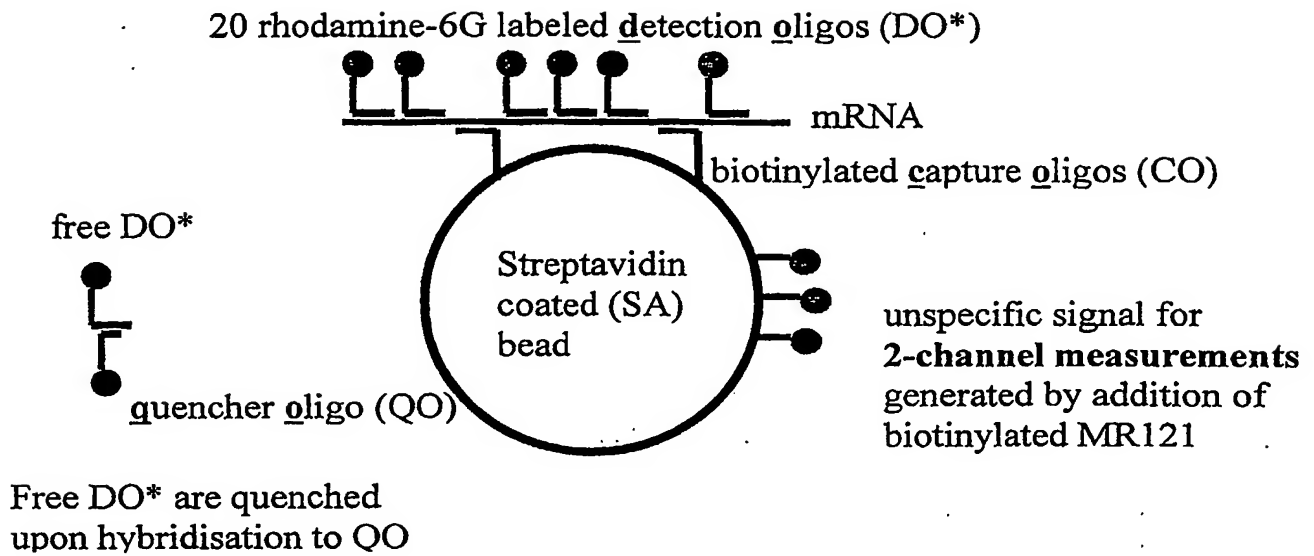 20 rhodamine-6G labeled detection oligos (DO*)
mRNA
biotinylated capture oligos (CO)
free DO*
Streptavidin
coated (SA)
bead
unspecific signal for
2-channel measurements
generated by addition of
biotinylated MR121
quencher oligo (QO)
Free DO* are quenched
upon hybridisation to QO